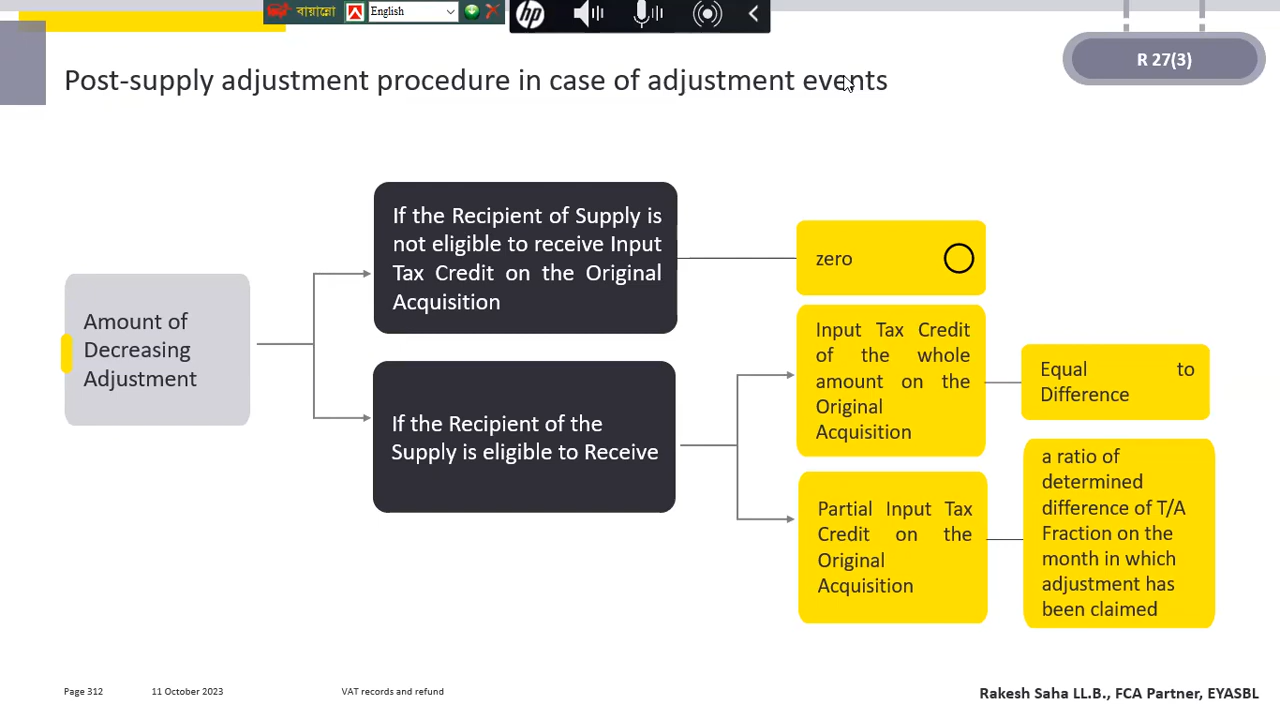 বায়ান্নো
English
hp
R 27(3)
Post-supply adjustment procedure in case of adjustment events
If the Recipient of Supply is
not eligible to receive Input
Tax Credit on the Original
Acquisition
zero
Amount of
Decreasing
Adjustment
Input Tax Credit
of the whole
amount on the
Original
Acquisition
Equal to
Difference
If the Recipient of the
Supply is eligible to Receive
Partial Input Tax
Credit on the
Original
Acquisition
a ratio of
determined
difference of T/A
Fraction on the
month in which
adjustment has
been claimed
Page 312
11 October 2023
VAT records and refund
Rakesh Saha LL.B., FCA Partner, EYASBL